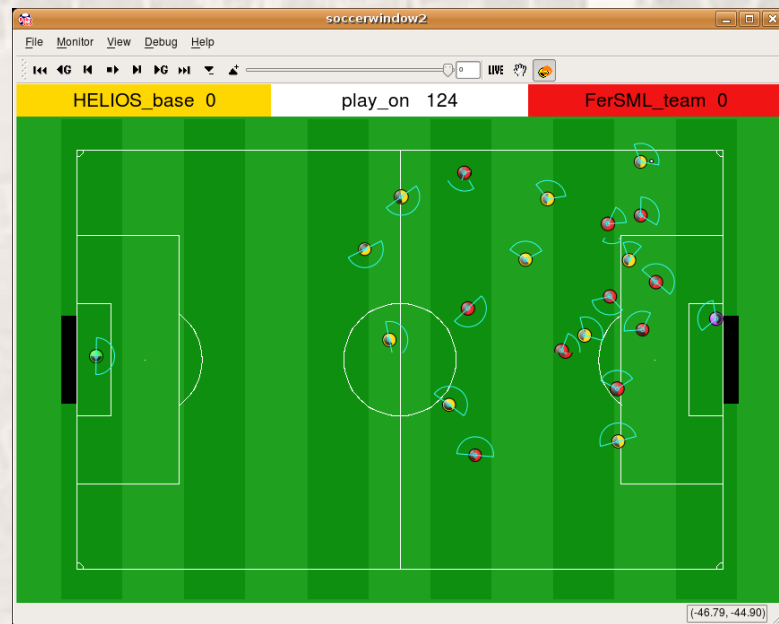 soccerwindow2
File Monitor View Debug Help
G G 0 LIVE
HELIOS_base 0 play_on 124 FerSML_team 0
(-46.79, -44.90)